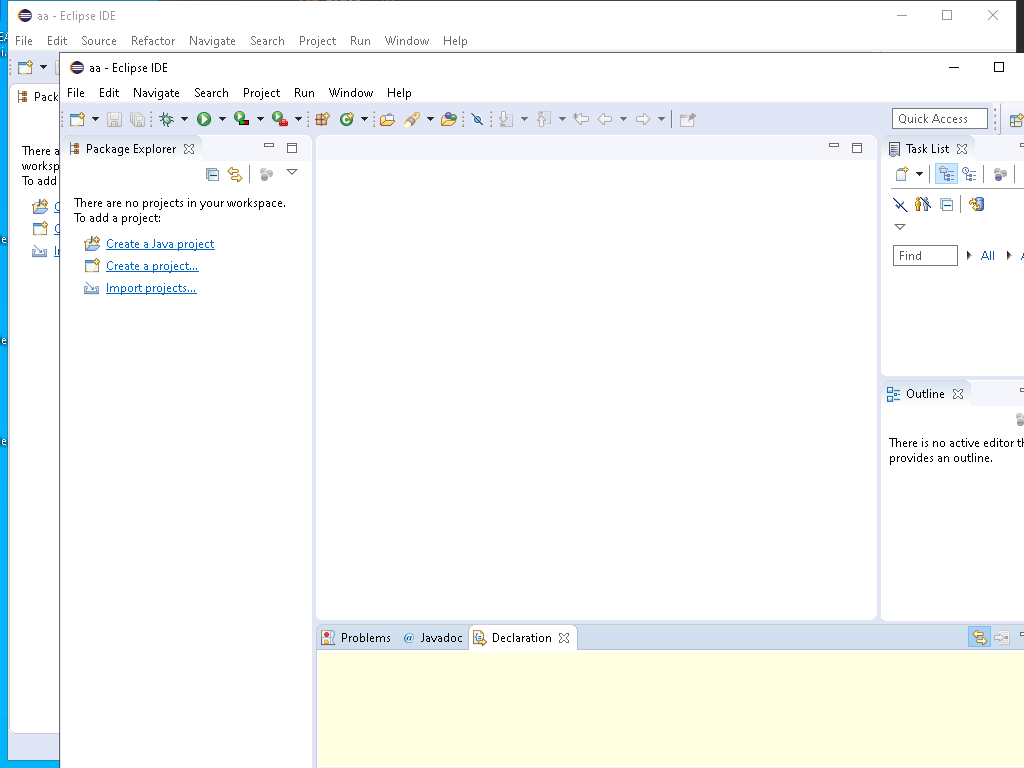 aa - Eclipse IDE
File Edit Source Refactor Navigate Search Project Run Window Help
aa - Eclipse IDE
File Edit Navigate Search Project Run Window Help
Quick Access
Pack
There a
worksp
To add
Package Explorer
There are no projects in your workspace.
To add a project:
Create a Java project
Create a project...
Import projects...
Task List
Find All
Outline
There is no active editor th
provides an outline.
Problems @ Javadoc Declaration